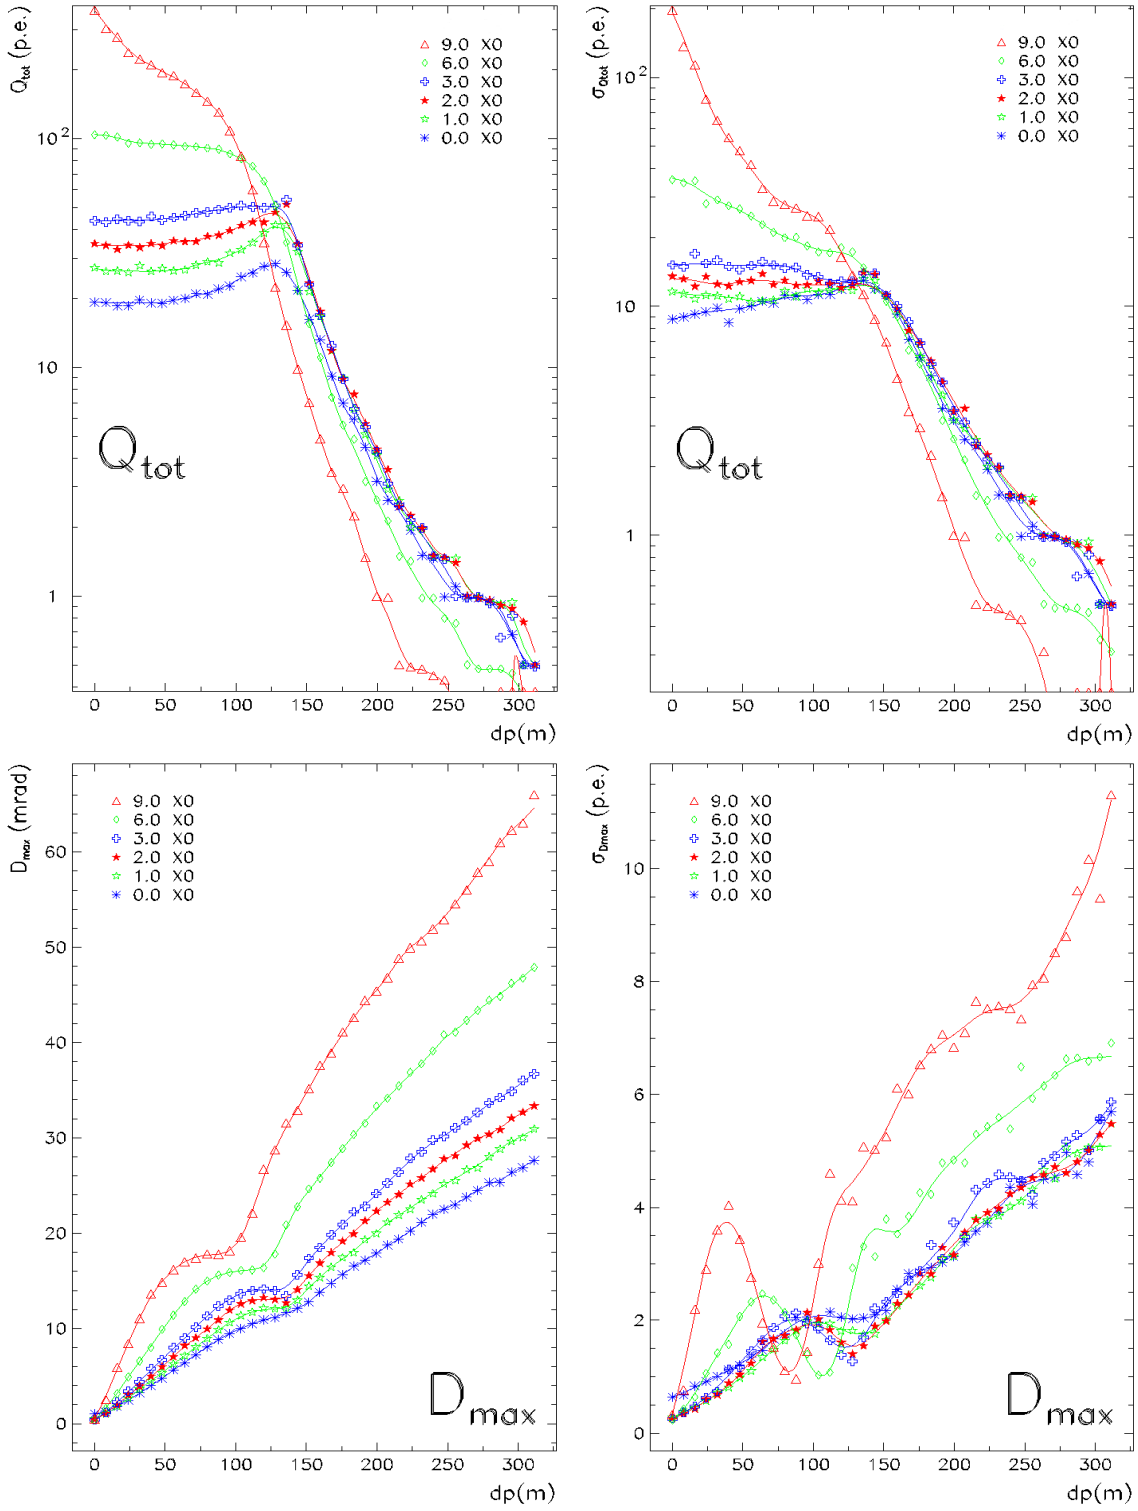 Q_tot (p.e.)
9.0 X0
6.0 X0
3.0 X0
2.0 X0
1.0 X0
0.0 X0
10^2
10
1
Q_tot
0 50 100 150 200 250 300
dp(m)
σ_Qtot (p.e.)
9.0 X0
6.0 X0
3.0 X0
2.0 X0
1.0 X0
0.0 X0
10^2
10
1
Q_tot
0 50 100 150 200 250 300
dp(m)
D_max (mrad)
9.0 X0
6.0 X0
3.0 X0
2.0 X0
1.0 X0
0.0 X0
60
50
40
30
20
10
0
D_max
0 50 100 150 200 250 300
dp(m)
σ_Dmax (p.e.)
9.0 X0
6.0 X0
3.0 X0
2.0 X0
1.0 X0
0.0 X0
10
8
6
4
2
0
D_max
0 50 100 150 200 250 300
dp(m)